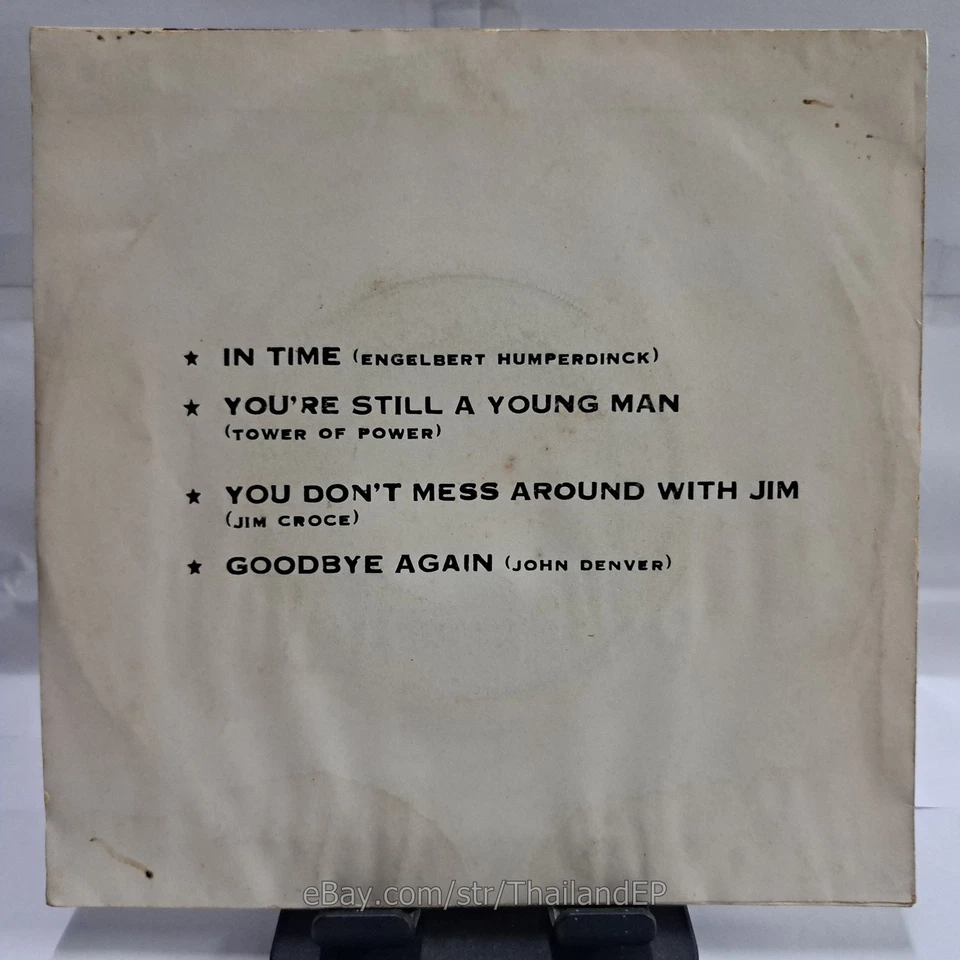 ★ IN TIME (ENGELBERT HUMPERDINCK)
★ YOU'RE STILL A YOUNG MAN
(TOWER OF POWER)
★ YOU DON'T MESS AROUND WITH JIM
(JIM CROCE)
★ GOODBYE AGAIN (JOHN DENVER)
eBay.com/str/ThailandEP